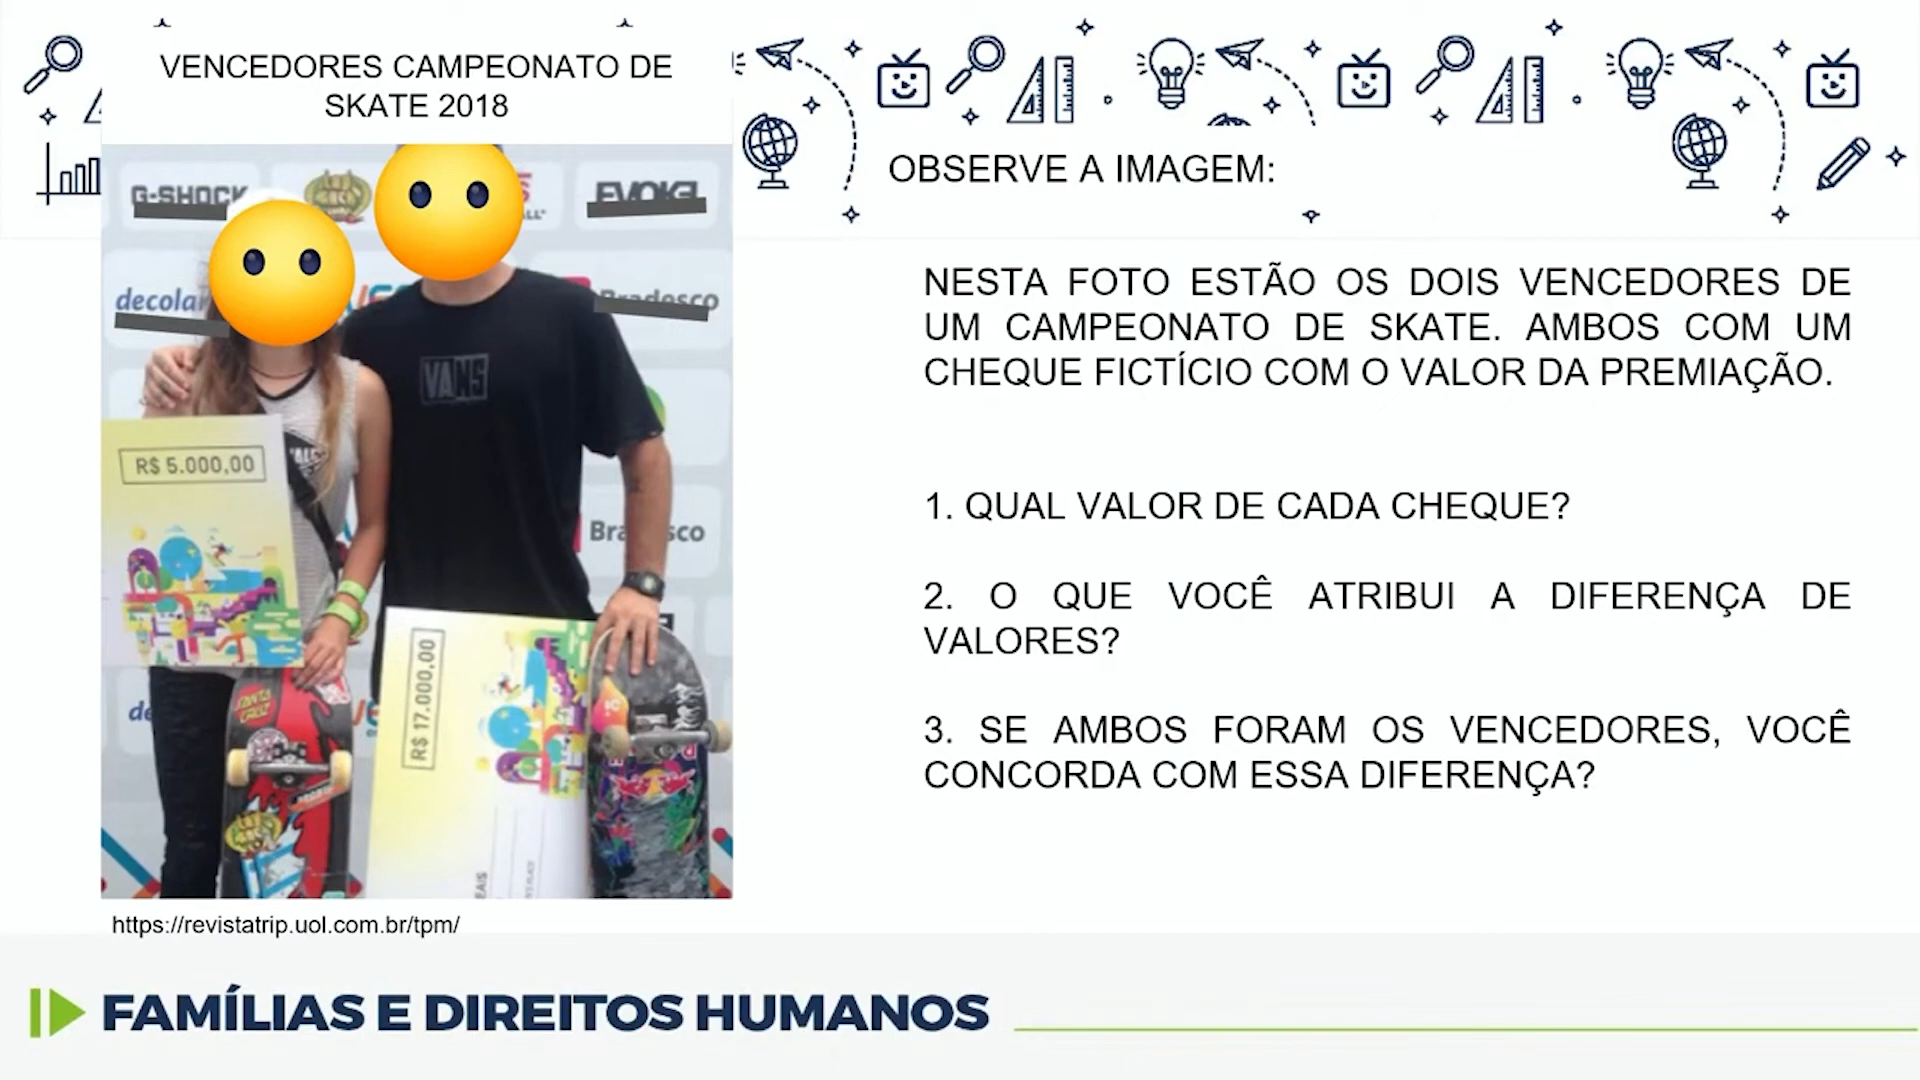 VENCEDORES CAMPEONATO DE
SKATE 2018
G-SHOCK
EVOKE
decolar
Bradesco
VANS
R$ 5.000,00
Bradesco
R$ 17.000,00
SANTA
CRUZ
https://revistatrip.uol.com.br/tpm/
OBSERVE A IMAGEM:
NESTA FOTO ESTÃO OS DOIS VENCEDORES DE
UM CAMPEONATO DE SKATE. AMBOS COM UM
CHEQUE FICTÍCIO COM O VALOR DA PREMIAÇÃO.
1. QUAL VALOR DE CADA CHEQUE?
2. O QUE VOCÊ ATRIBUI A DIFERENÇA DE
VALORES?
3. SE AMBOS FORAM OS VENCEDORES, VOCÊ
CONCORDA COM ESSA DIFERENÇA?
FAMÍLIAS E DIREITOS HUMANOS